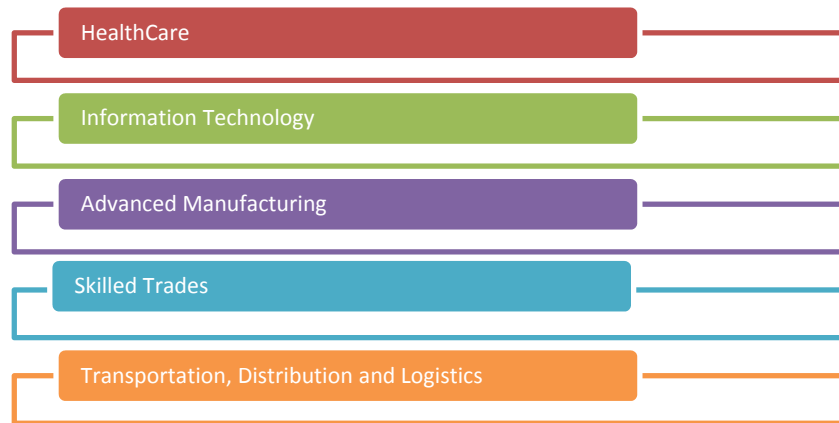 HealthCare
Information Technology
Advanced Manufacturing
Skilled Trades
Transportation, Distribution and Logistics